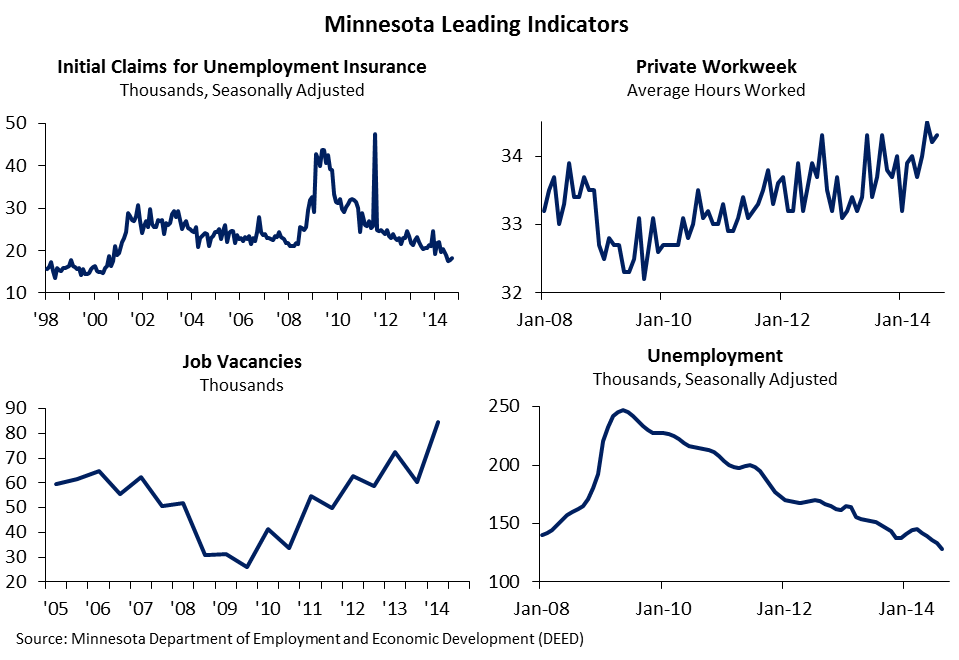 Minnesota Leading Indicators
Initial Claims for Unemployment Insurance
Thousands, Seasonally Adjusted
50
40
30
20
10
'98 '00 '02 '04 '06 '08 '10 '12 '14
Private Workweek
Average Hours Worked
34
33
32
Jan-08 Jan-10 Jan-12 Jan-14
Job Vacancies
Thousands
90
80
70
60
50
40
30
20
'05 '06 '07 '08 '09 '10 '11 '12 '13 '14
Unemployment
Thousands, Seasonally Adjusted
250
200
150
100
Jan-08 Jan-10 Jan-12 Jan-14
Source: Minnesota Department of Employment and Economic Development (DEED)